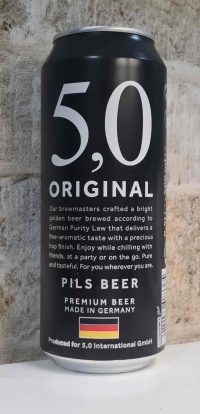 5,0
ORIGINAL
Our brewmasters crafted a bright
golden beer brewed according to
German Purity Law that delivers a
fine-aromatic taste with a precious
hop finish. Enjoy while chilling with
friends, at a party or on the go. Pure
and tasteful. For you wherever you are.
PILS BEER
PREMIUM BEER
MADE IN GERMANY
Produced for 5,0 International GmbH